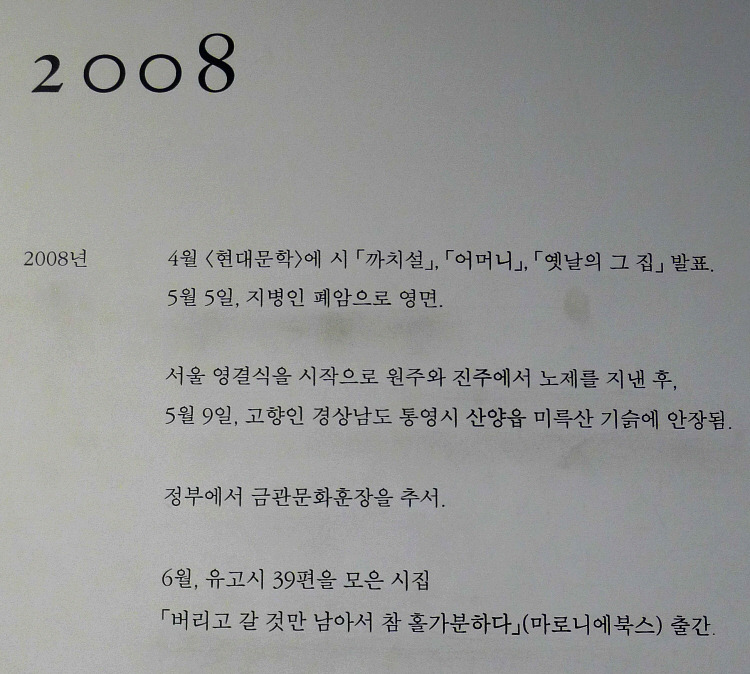 2008
2008년 4월 〈현대문학〉에 시 「까치설」, 「어머니」, 「옛날의 그 집」 발표.
5월 5일, 지병인 폐암으로 영면.
서울 영결식을 시작으로 원주와 진주에서 노제를 지낸 후,
5월 9일, 고향인 경상남도 통영시 산양읍 미륵산 기슭에 안장됨.
정부에서 금관문화훈장을 추서.
6월, 유고시 39편을 모은 시집
「버리고 갈 것만 남아서 참 홀가분하다」(마로니에북스) 출간.